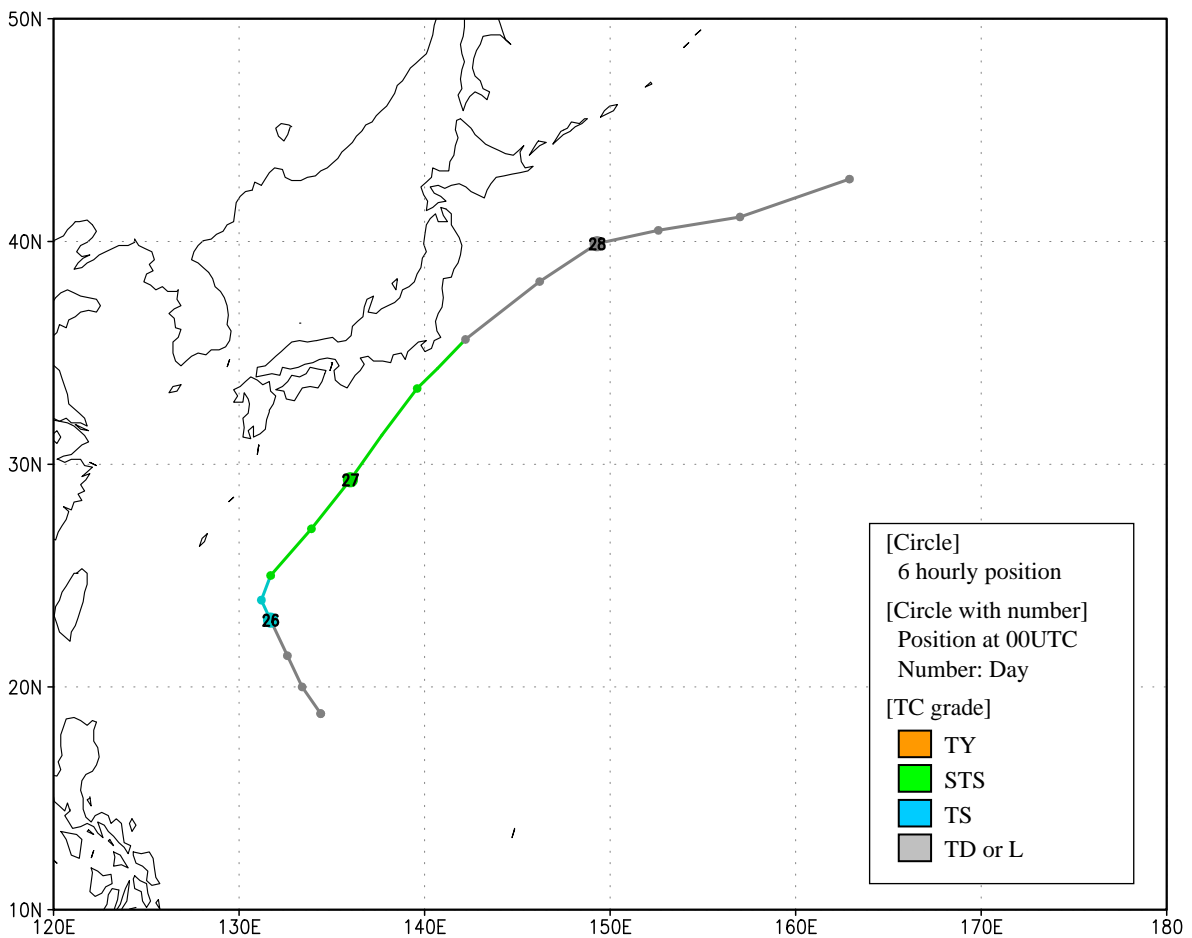 50N
40N
30N
20N
10N
120E 130E 140E 150E 160E 170E 180
28
27
26
[Circle]
6 hourly position
[Circle with number]
Position at 00UTC
Number: Day
[TC grade]
TY
STS
TS
TD or L